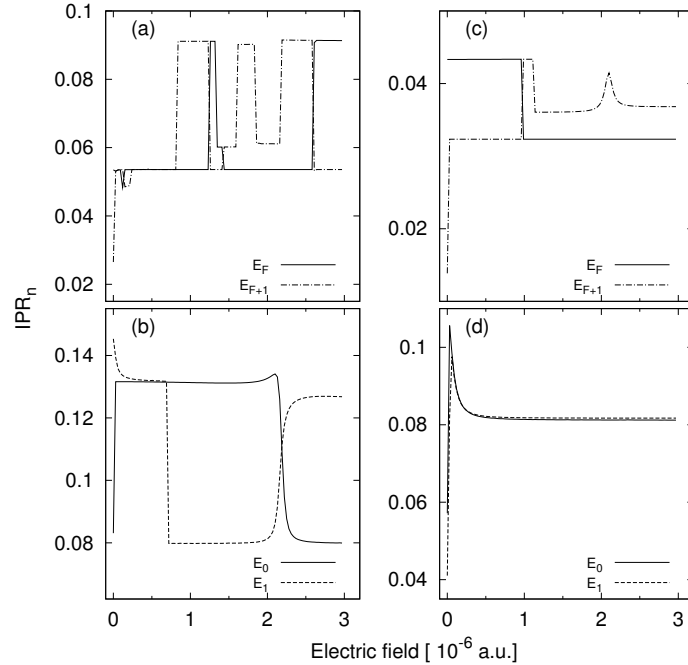 IPR_n
(a)
0.1
0.08
0.06
0.04
0.02
E_F
E_{F+1}
(c)
0.04
0.02
E_F
E_{F+1}
(b)
0.14
0.12
0.1
0.08
E_0
E_1
0 1 2 3
(d)
0.1
0.08
0.06
0.04
E_0
E_1
0 1 2 3
Electric field [ 10^{-6} a.u.]